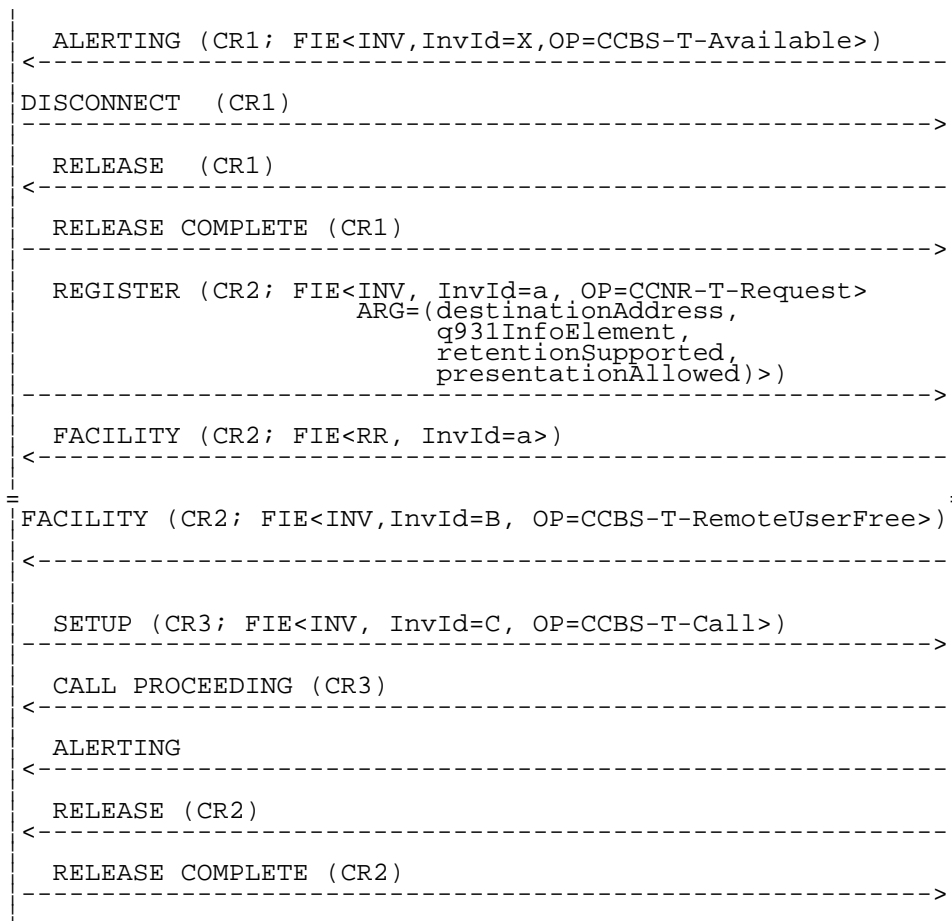 ALERTING (CR1; FIE<INV,InvId=X,OP=CCBS-T-Available>)
DISCONNECT (CR1)
RELEASE (CR1)
RELEASE COMPLETE (CR1)
REGISTER (CR2; FIE<INV, InvId=a, OP=CCNR-T-Request>
ARG=(destinationAddress,
q931InfoElement,
retentionSupported,
presentationAllowed)>)
FACILITY (CR2; FIE<RR, InvId=a>)
FACILITY (CR2; FIE<INV,InvId=B, OP=CCBS-T-RemoteUserFree>)
SETUP (CR3; FIE<INV, InvId=C, OP=CCBS-T-Call>)
CALL PROCEEDING (CR3)
ALERTING
RELEASE (CR2)
RELEASE COMPLETE (CR2)